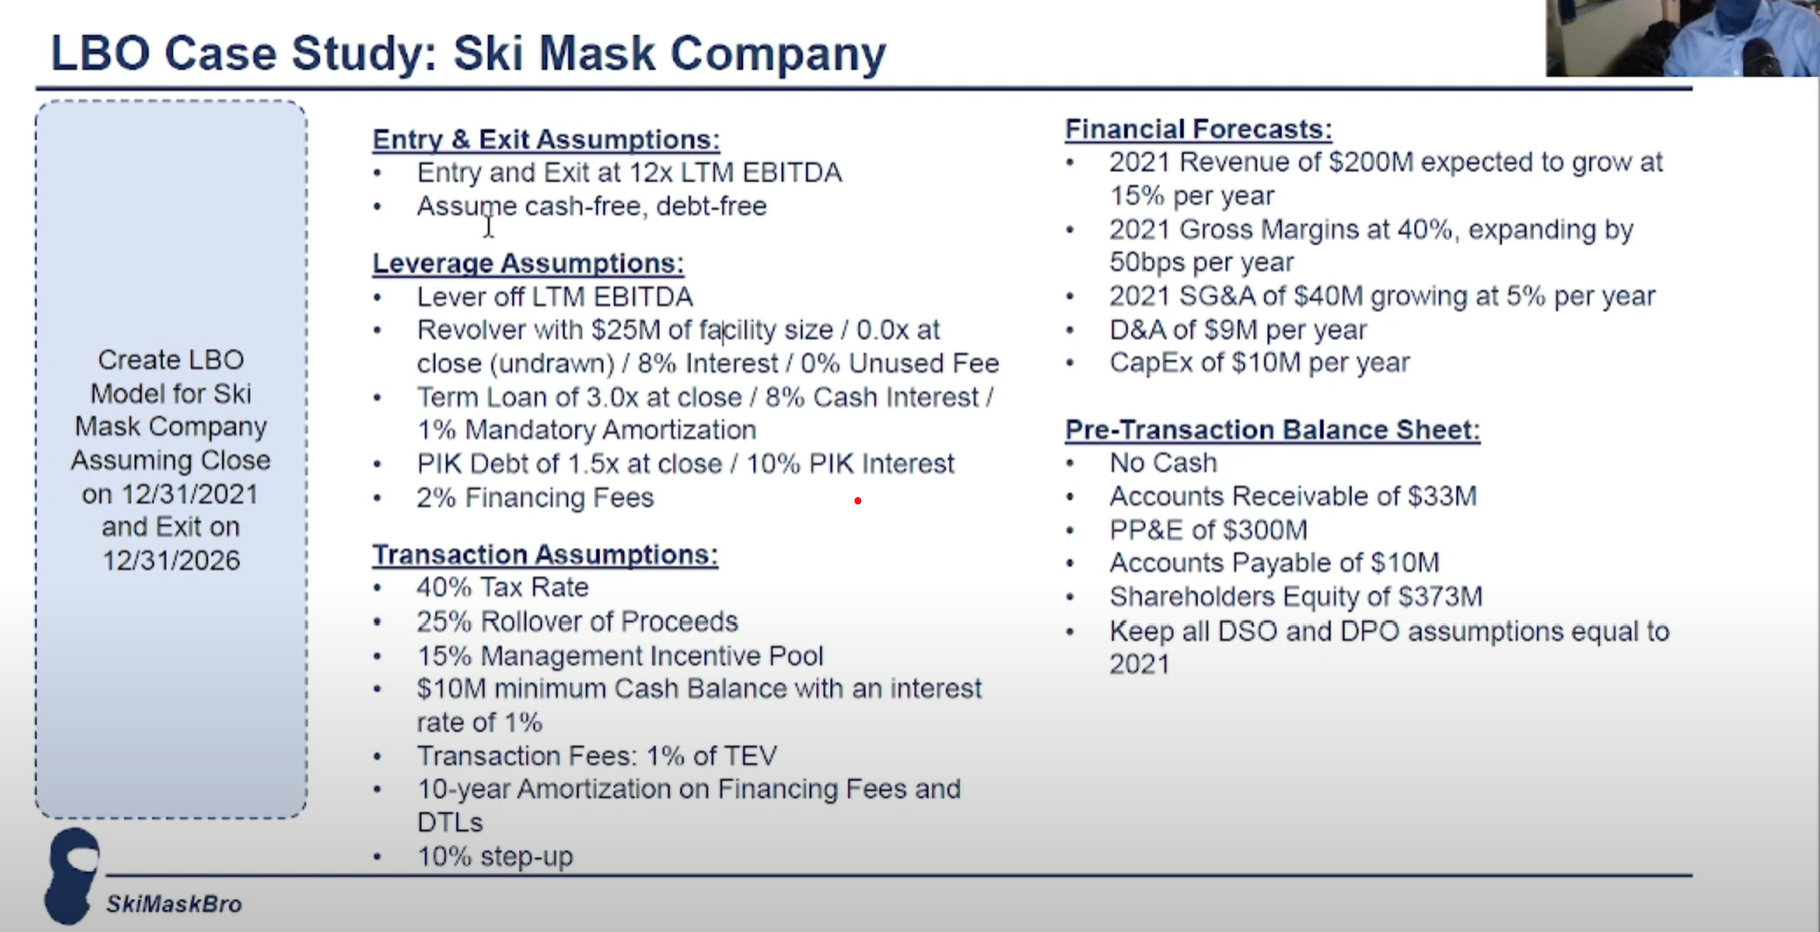 LBO Case Study: Ski Mask Company
Create LBO
Model for Ski
Mask Company
Assuming Close
on 12/31/2021
and Exit on
12/31/2026
Entry & Exit Assumptions:
• Entry and Exit at 12x LTM EBITDA
• Assume cash-free, debt-free
Leverage Assumptions:
• Lever off LTM EBITDA
• Revolver with $25M of facility size / 0.0x at
close (undrawn) / 8% Interest / 0% Unused Fee
• Term Loan of 3.0x at close / 8% Cash Interest /
1% Mandatory Amortization
• PIK Debt of 1.5x at close / 10% PIK Interest
• 2% Financing Fees
Transaction Assumptions:
• 40% Tax Rate
• 25% Rollover of Proceeds
• 15% Management Incentive Pool
• $10M minimum Cash Balance with an interest
rate of 1%
• Transaction Fees: 1% of TEV
• 10-year Amortization on Financing Fees and
DTLs
• 10% step-up
Financial Forecasts:
• 2021 Revenue of $200M expected to grow at
15% per year
• 2021 Gross Margins at 40%, expanding by
50bps per year
• 2021 SG&A of $40M growing at 5% per year
• D&A of $9M per year
• CapEx of $10M per year
Pre-Transaction Balance Sheet:
• No Cash
• Accounts Receivable of $33M
• PP&E of $300M
• Accounts Payable of $10M
• Shareholders Equity of $373M
• Keep all DSO and DPO assumptions equal to
2021
SkiMaskBro